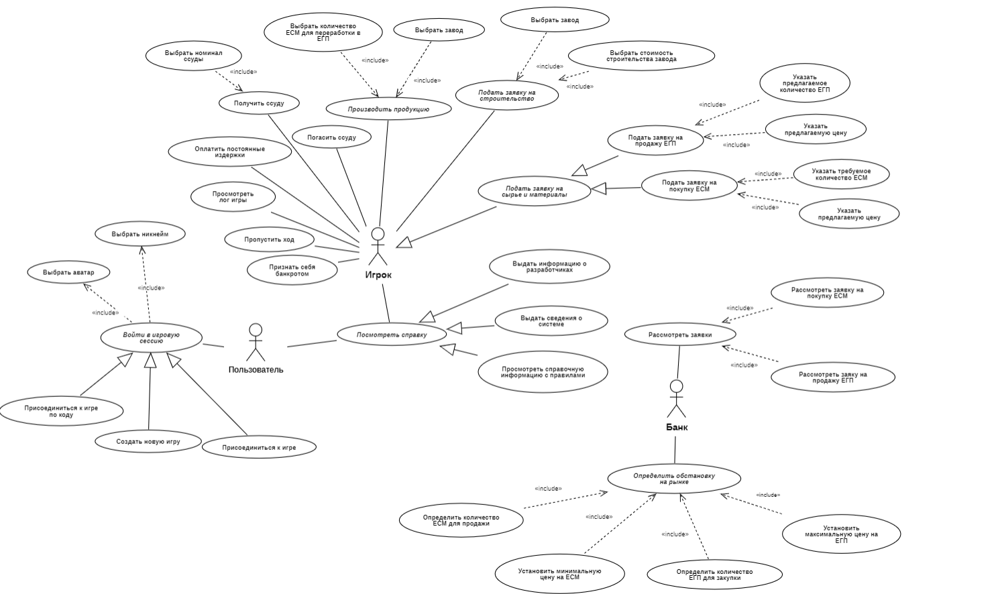 Выбрать завод
Выбрать количество
ЕСМ для переработки в
ЕГП
Выбрать завод
Выбрать номинал
ссуды
Выбрать стоимость
строительства завода
«include»
«include»
«include»
«include»
«include»
Указать
предлагаемое
количество ЕГП
Получить ссуду
Производить продукцию
Подать заявку на
строительство
«include»
«include»
Указать
предлагаемую цену
Погасить ссуду
Подать заявку на
продажу ЕГП
«include»
Оплатить постоянные
издержки
Указать требуемое
количество ЕСМ
«include»
Просмотреть
лог игры
Подать заявку на
сырье и материалы
Подать заявку на
покупку ЕСМ
«include»
Указать
предлагаемую цену
Выбрать никнейм
Пропустить ход
Выбрать аватар
Признать себя
банкротом
Игрок
Выдать информацию о
разработчиках
«include»
«include»
Рассмотреть заявку на
покупку ЕСМ
«include»
Выдать сведения о
системе
Войти в игровую
сессию
Посмотреть справку
Рассмотреть заявки
Пользователь
Просмотреть справочную
информацию с правилами
«include»
Рассмотреть заяку на
продажу ЕГП
Присоединиться к игре
по коду
Создать новую игру
Присоединиться к игре
Банк
Определить обстановку
на рынке
«include»
«include»
«include»
«include»
Определить количество
ЕСМ для продажи
Установить
максимальную цену на
ЕГП
Установить минимальную
цену на ЕСМ
Определить количество
ЕГП для закупки